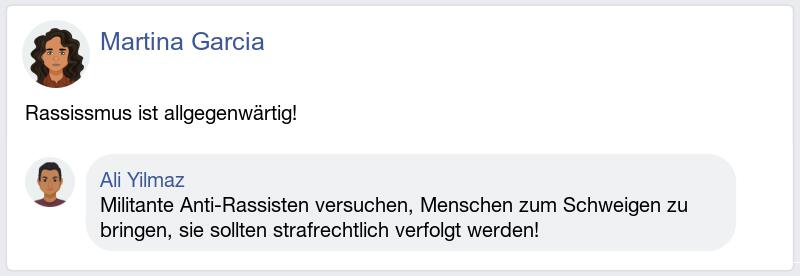 Martina Garcia
Rassissmus ist allgegenwärtig!
Ali Yilmaz
Militante Anti-Rassisten versuchen, Menschen zum Schweigen zu
bringen, sie sollten strafrechtlich verfolgt werden!